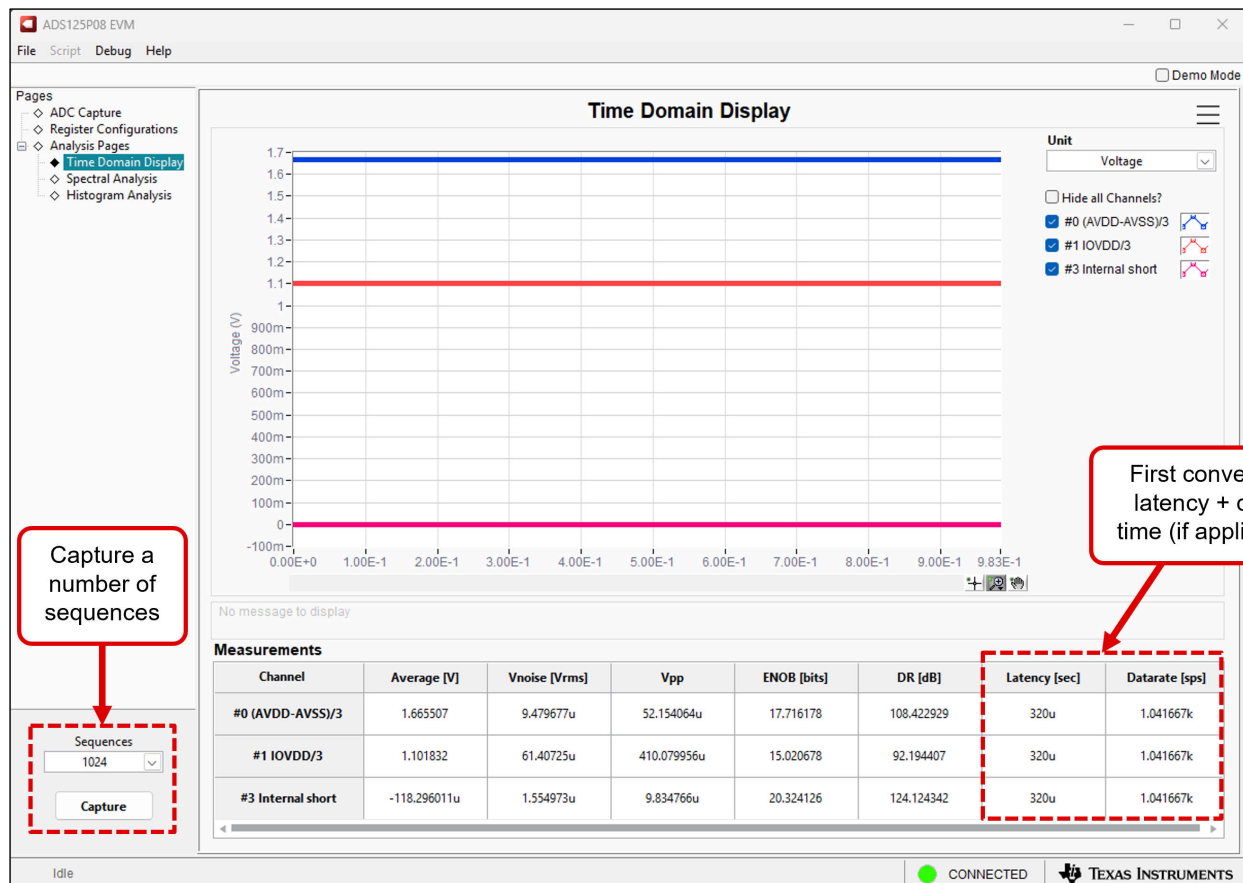 ADS125P08 EVM
File Script Debug Help
Demo Mode
Pages
ADC Capture
Register Configurations
Analysis Pages
Time Domain Display
Spectral Analysis
Histogram Analysis
Time Domain Display
Unit
Voltage
Hide all Channels?
#0 (AVDD-AVSS)/3
#1 IOVDD/3
#3 Internal short
Voltage (V)
1.7
1.6
1.5
1.4
1.3
1.2
1.1
1
900m
800m
700m
600m
500m
400m
300m
200m
100m
0
-100m
0.00E+0 1.00E-1 2.00E-1 3.00E-1 4.00E-1 5.00E-1 6.00E-1 7.00E-1 8.00E-1 9.00E-1 9.83E-1
First conve
latency + 
time (if appli
Capture a
number of
sequences
No message to display
Measurements
Channel Average [V] Vnoise [Vrms] Vpp ENOB [bits] DR [dB] Latency [sec] Datarate [sps]
#0 (AVDD-AVSS)/3 1.665507 9.479677u 52.154064u 17.716178 108.422929 320u 1.041667k
#1 IOVDD/3 1.101832 61.40725u 410.079956u 15.020678 92.194407 320u 1.041667k
#3 Internal short -118.296011u 1.554973u 9.834766u 20.324126 124.124342 320u 1.041667k
Sequences
1024
Capture
Idle
CONNECTED
TEXAS INSTRUMENTS